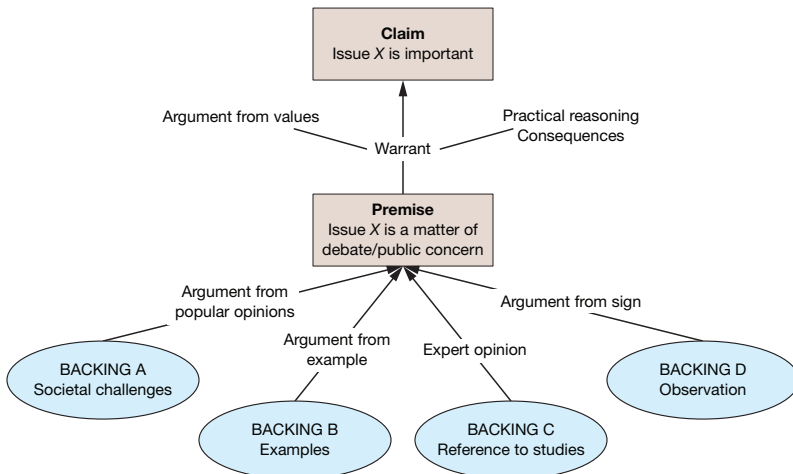 Claim
Issue X is important
Argument from values
Practical reasoning
Consequences
Warrant
Premise
Issue X is a matter of
debate/public concern
Argument from
popular opinions
Argument from
example
Expert opinion
Argument from sign
BACKING A
Societal challenges
BACKING B
Examples
BACKING C
Reference to studies
BACKING D
Observation